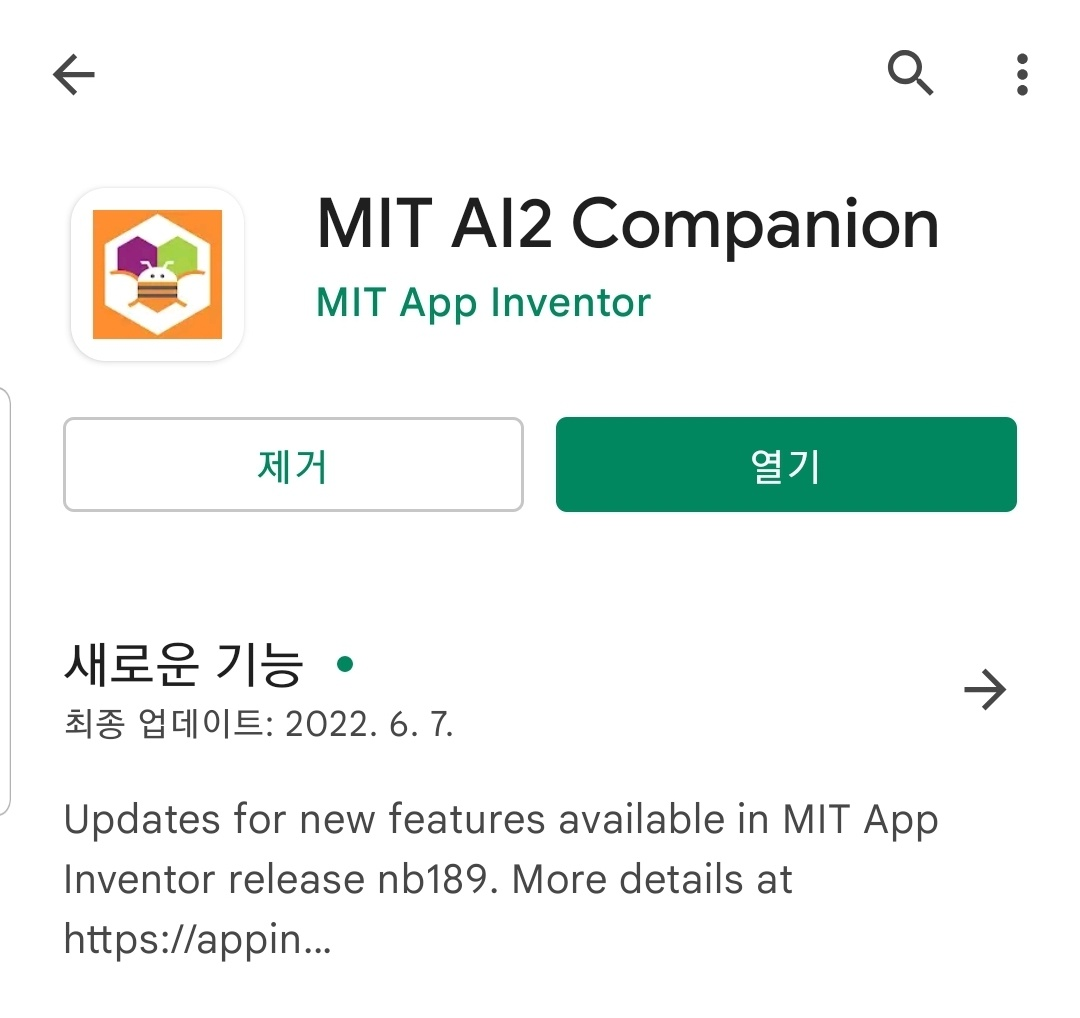 MIT AI2 Companion
MIT App Inventor
제거
열기
새로운 기능
최종 업데이트: 2022. 6. 7.
Updates for new features available in MIT App
Inventor release nb189. More details at
https://appin...